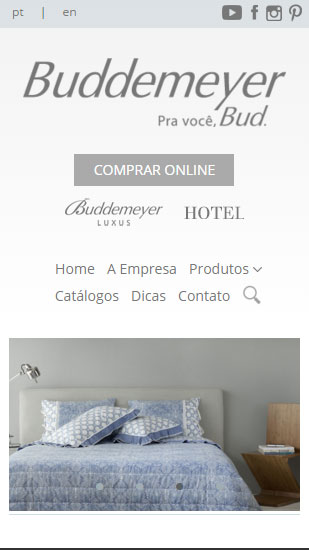 pt | en
Buddemeyer
Pra você, Bud.
COMPRAR ONLINE
Buddemeyer HOTEL
LUXUS
Home A Empresa Produtos
Catálogos Dicas Contato